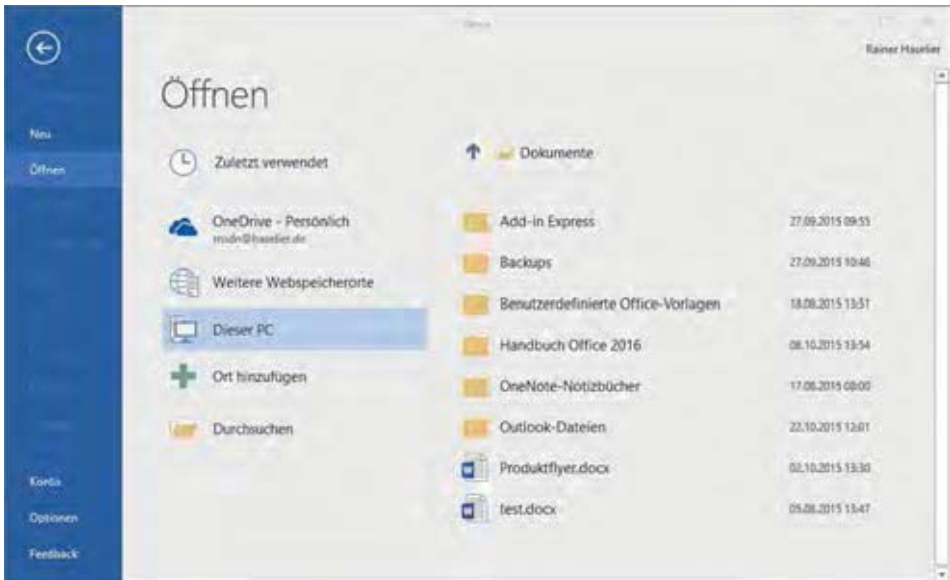 Rainer Haselier
Öffnen
Neu
Öffnen
Konto
Optionen
Feedback
Zuletzt verwendet
OneDrive - Persönlich
msdn@haselier.de
Weitere Webspeicherorte
Dieser PC
Ort hinzufügen
Durchsuchen
Dokumente
Add-in Express 27.09.2015 09:55
Backups 27.09.2015 10:46
Benutzerdefinierte Office-Vorlagen 18.08.2015 13:51
Handbuch Office 2016 08.10.2015 13:54
OneNote-Notizbücher 17.08.2015 08:00
Outlook-Dateien 22.10.2015 12:01
Produktflyer.docx 02.10.2015 13:30
test.docx 05.08.2015 13:47